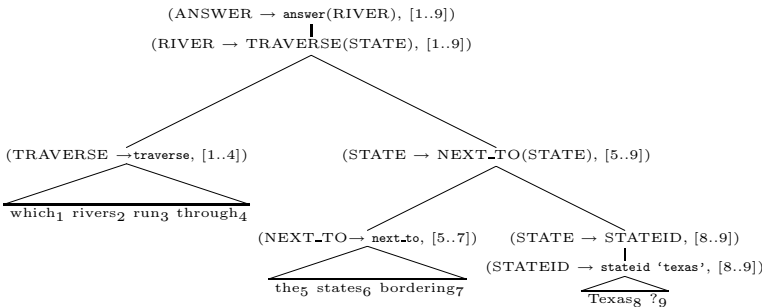 (ANSWER → answer(RIVER), [1..9])
(RIVER → TRAVERSE(STATE), [1..9])
(TRAVERSE →traverse, [1..4])
(STATE → NEXT_TO(STATE), [5..9])
which₁ rivers₂ run₃ through₄
(NEXT_TO→ next_to, [5..7])
(STATE → STATEID, [8..9])
(STATEID → stateid ‘texas’, [8..9])
the₅ states₆ bordering₇
Texas₈ ?₉